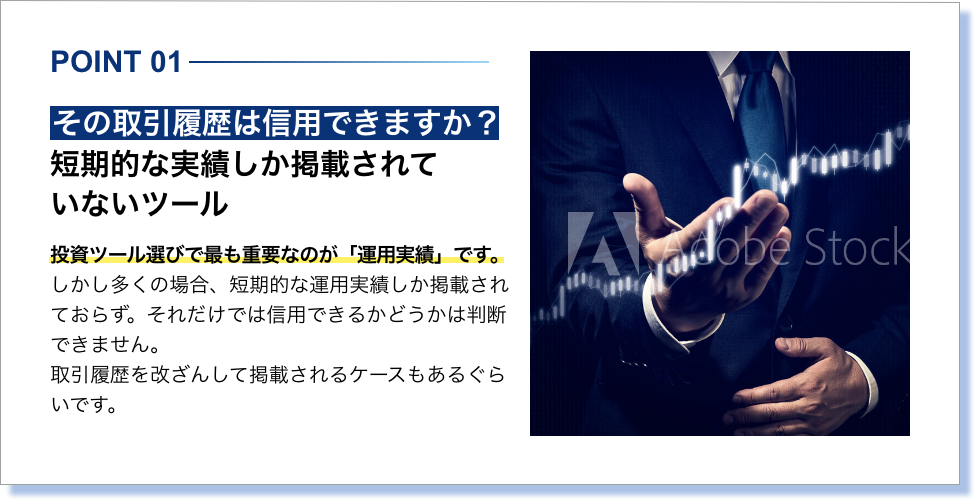 POINT 01
その取引履歴は信用できますか？
短期的な実績しか掲載されて
いないツール
投資ツール選びで最も重要なのが「運用実績」です。
しかし多くの場合、短期的な運用実績しか掲載され
ておらず。それだけでは信用できるかどうかは判断
できません。
取引履歴を改ざんして掲載されるケースもあるぐら
いです。
Adobe Stock